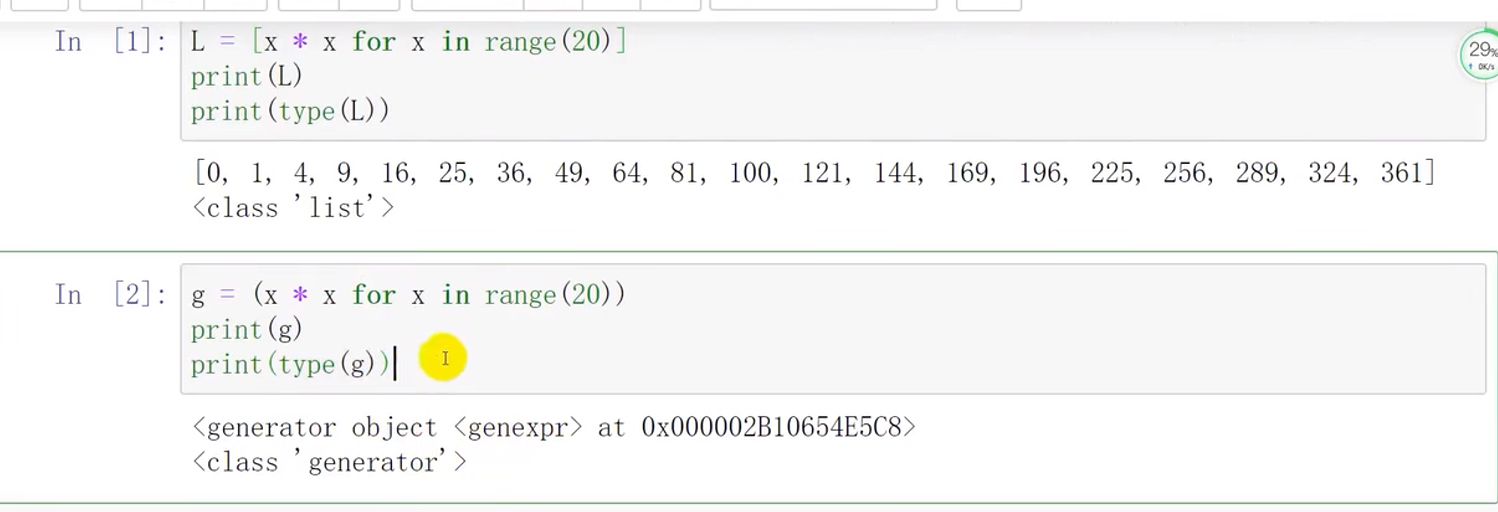 In [1]: L = [x * x for x in range(20)]
print(L)
print(type(L))
29%
↑ 0K/s
[0, 1, 4, 9, 16, 25, 36, 49, 64, 81, 100, 121, 144, 169, 196, 225, 256, 289, 324, 361]
<class 'list'>
In [2]: g = (x * x for x in range(20))
print(g)
print(type(g))
<generator object <genexpr> at 0x000002B10654E5C8>
<class 'generator'>